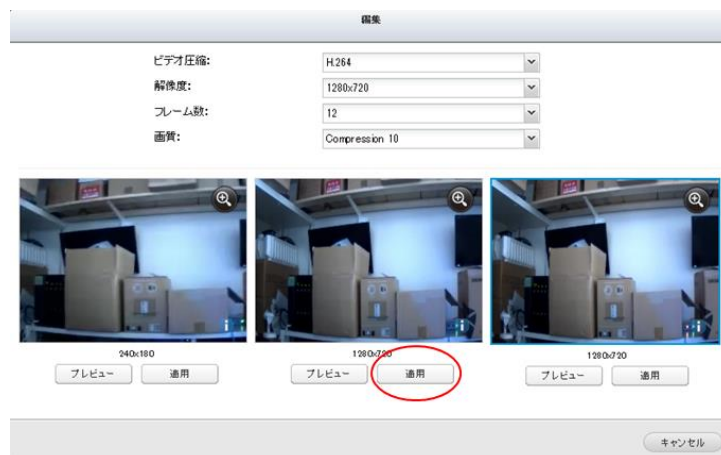 編集
ビデオ圧縮: H.264
解像度: 1280x720
フレーム数: 12
画質: Compression 10
240x180 1280x720 1280x720
プレビュー 適用 プレビュー 適用 プレビュー 適用
キャンセル